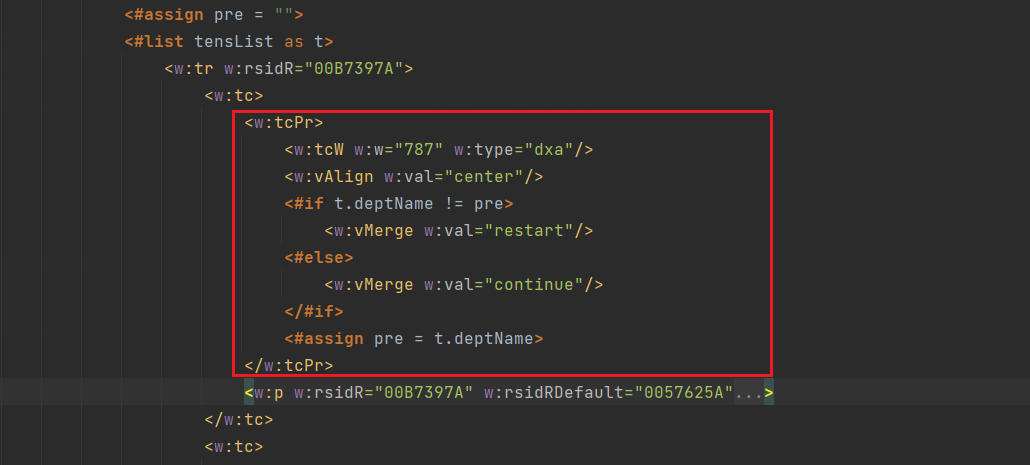 <#assign pre = "">
<#list tensList as t>
<w:tr w:rsidR="00B7397A">
<w:tc>
<w:tcPr>
<w:tcW w:w="787" w:type="dxa"/>
<w:vAlign w:val="center"/>
<#if t.deptName != pre>
<w:vMerge w:val="restart"/>
<#else>
<w:vMerge w:val="continue"/>
</#if>
<#assign pre = t.deptName>
</w:tcPr>
<w:p w:rsidR="00B7397A" w:rsidRDefault="0057625A"...>
</w:tc>
<w:tc>